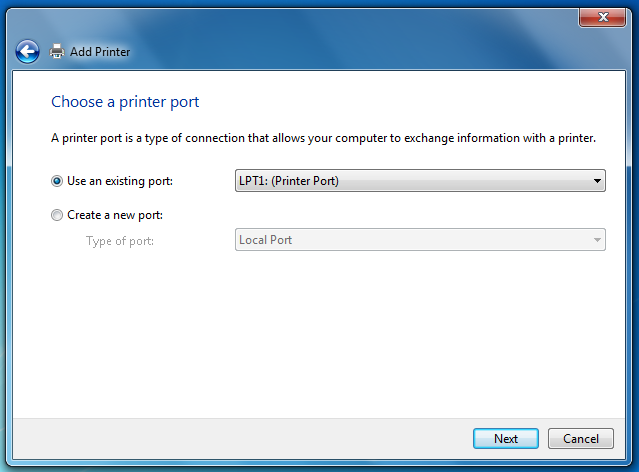 Add Printer
Choose a printer port
A printer port is a type of connection that allows your computer to exchange information with a printer.
Use an existing port: LPT1: (Printer Port)
Create a new port:
Type of port: Local Port
Next Cancel